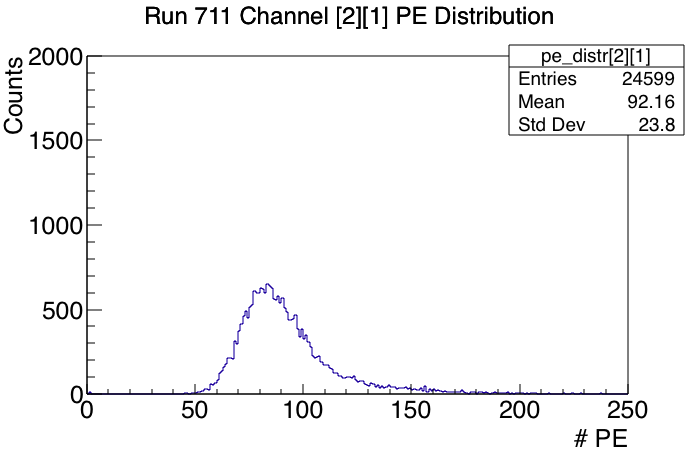 Run 711 Channel [2][1] PE Distribution
pe_distr[2][1]
Entries 24599
Mean 92.16
Std Dev 23.8
Counts
2000
1500
1000
500
0
0 50 100 150 200 250
# PE